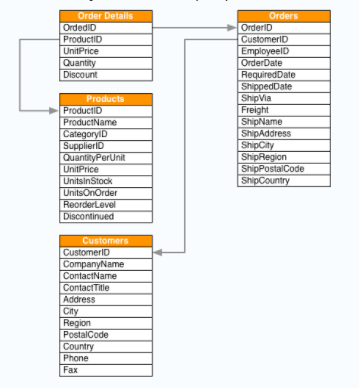 Order Details
OrdedID
ProductID
UnitPrice
Quantity
Discount
Orders
OrderID
CustomerID
EmployeeID
OrderDate
RequiredDate
ShippedDate
ShipVia
Freight
ShipName
ShipAddress
ShipCity
ShipRegion
ShipPostalCode
ShipCountry
Products
ProductID
ProductName
CategoryID
SupplierID
QuantityPerUnit
UnitPrice
UnitsInStock
UnitsOnOrder
ReorderLevel
Discontinued
Customers
CustomerID
CompanyName
ContactName
ContactTitle
Address
City
Region
PostalCode
Country
Phone
Fax